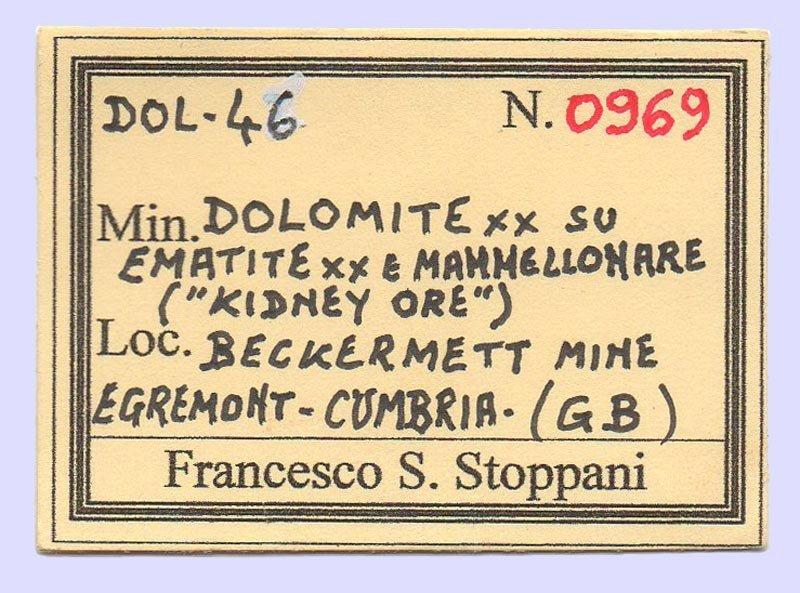 DOL-46 N. 0969
Min. DOLOMITE xx SU
EMATITE xx E MAMMELLONARE
("KIDNEY ORE")
Loc. BECKERMETT MINE
EGREMONT - CUMBRIA. (GB)
Francesco S. Stoppani